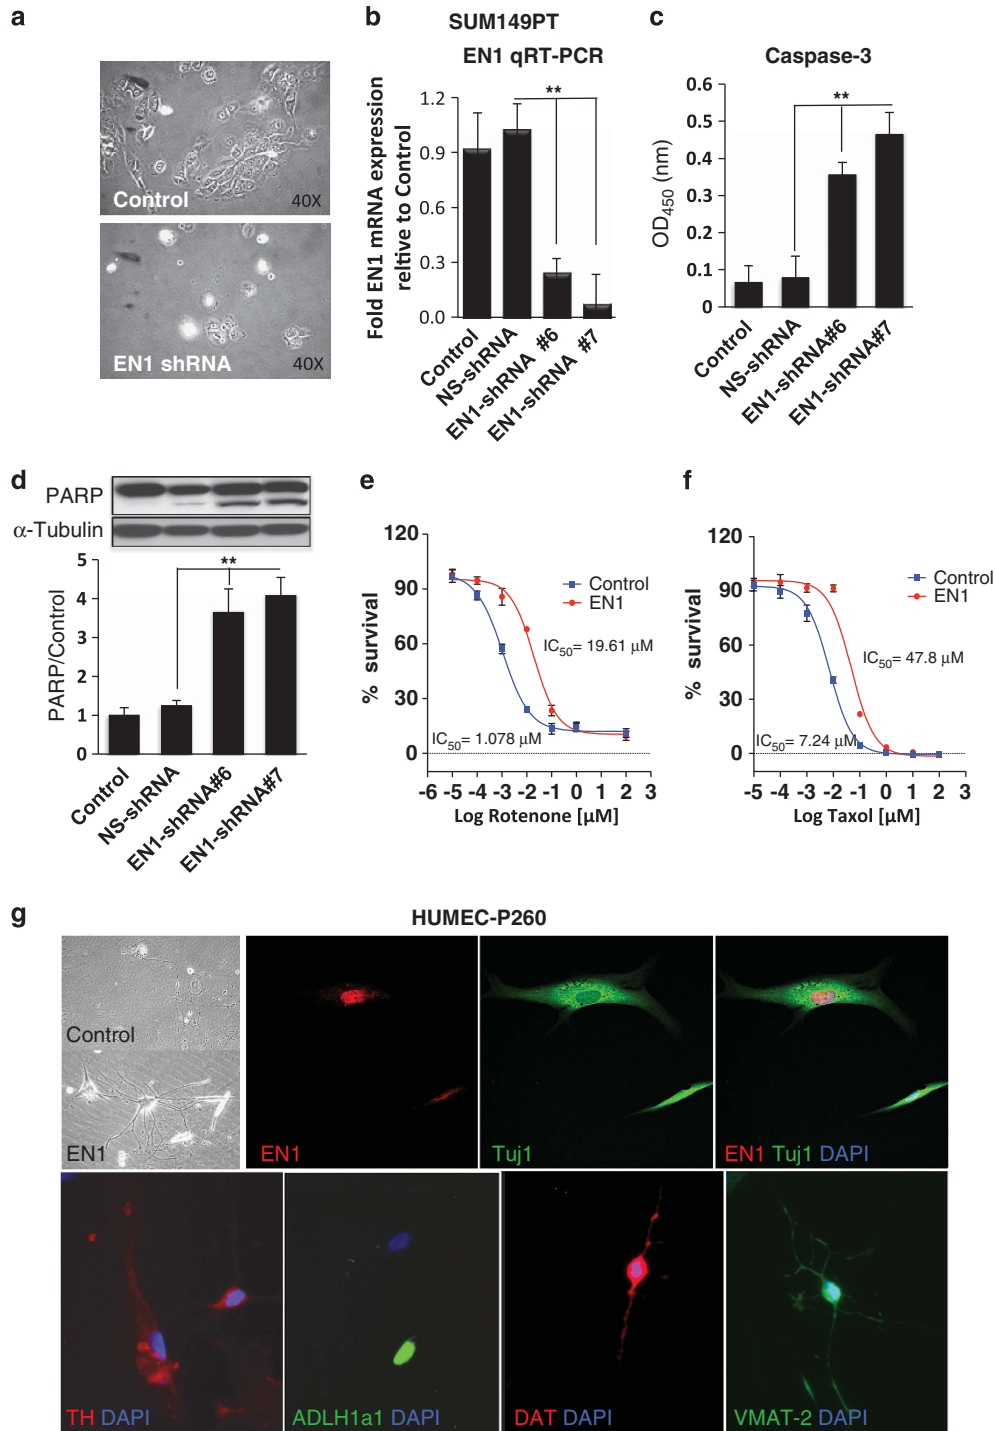 a
Control
40X
EN1 shRNA
40X
b
SUM149PT
EN1 qRT-PCR
Fold EN1 mRNA expression
reltive to Control
1.2
0.9
0.6
0.3
0.0
**
Control
NS-shRNA
EN1-shRNA #6
EN1-shRNA #7
c
Caspase-3
OD450 (nm)
0.6
0.5
0.4
0.3
0.2
0.1
0
**
Control
NS-shRNA
EN1-shRNA#6
EN1-shRNA#7
d
PARP
α-Tubulin
PARP/Control
5
4
3
2
1
0
**
Control
NS-shRNA
EN1-shRNA#6
EN1-shRNA#7
e
% survival
120
90
60
30
0
Control
EN1
IC50= 19.61 µM
IC50= 1.078 µM
-6 -5 -4 -3 -2 -1 0 1 2 3
Log Rotenone [µM]
f
% survival
120
90
60
30
0
Control
EN1
IC50= 47.8 µM
IC50= 7.24 µM
-5 -4 -3 -2 -1 0 1 2 3
Log Taxol [µM]
g
HUMEC-P260
Control
EN1
EN1
Tuj1
EN1 Tuj1 DAPI
TH DAPI
ADLH1a1 DAPI
DAT DAPI
VMAT-2 DAPI